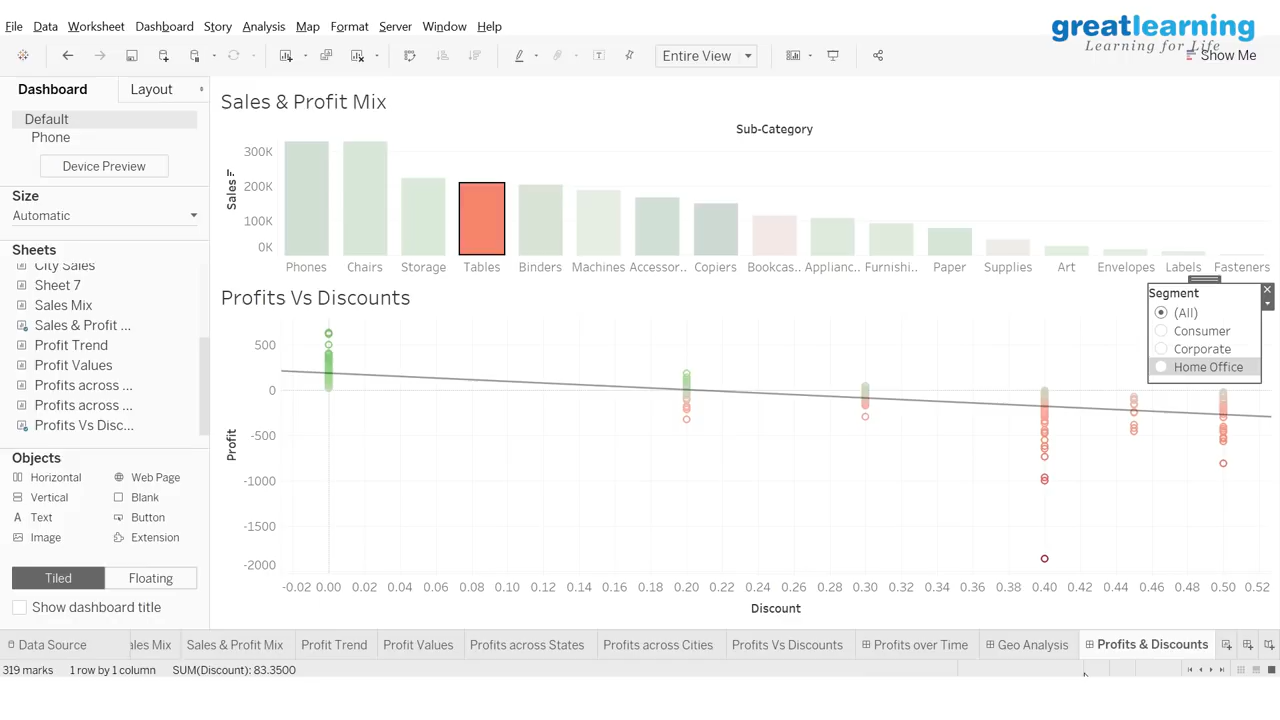 File Data Worksheet Dashboard Story Analysis Map Format Server Window Help
greatlearning
Learning for Life
Entire View
Show Me
Dashboard Layout
Default
Phone
Device Preview
Size
Automatic
Sheets
City Sales
Sheet 7
Sales Mix
Sales & Profit ...
Profit Trend
Profit Values
Profits across ...
Profits across ...
Profits Vs Disc...
Objects
Horizontal Web Page
Vertical Blank
Text Button
Image Extension
Tiled Floating
Show dashboard title
Sales & Profit Mix
Sub-Category
Sales
300K
200K
100K
0K
Phones Chairs Storage Tables Binders Machines Accessor.. Copiers Bookcas.. Applianc.. Furnishi.. Paper Supplies Art Envelopes Labels Fasteners
Profits Vs Discounts
Segment
(All)
Consumer
Corporate
Home Office
Profit
500
0
-500
-1000
-1500
-2000
-0.02 0.00 0.02 0.04 0.06 0.08 0.10 0.12 0.14 0.16 0.18 0.20 0.22 0.24 0.26 0.28 0.30 0.32 0.34 0.36 0.38 0.40 0.42 0.44 0.46 0.48 0.50 0.52
Discount
Data Source ales Mix Sales & Profit Mix Profit Trend Profit Values Profits across States Profits across Cities Profits Vs Discounts Profits over Time Geo Analysis Profits & Discounts
319 marks 1 row by 1 column SUM(Discount): 83.3500